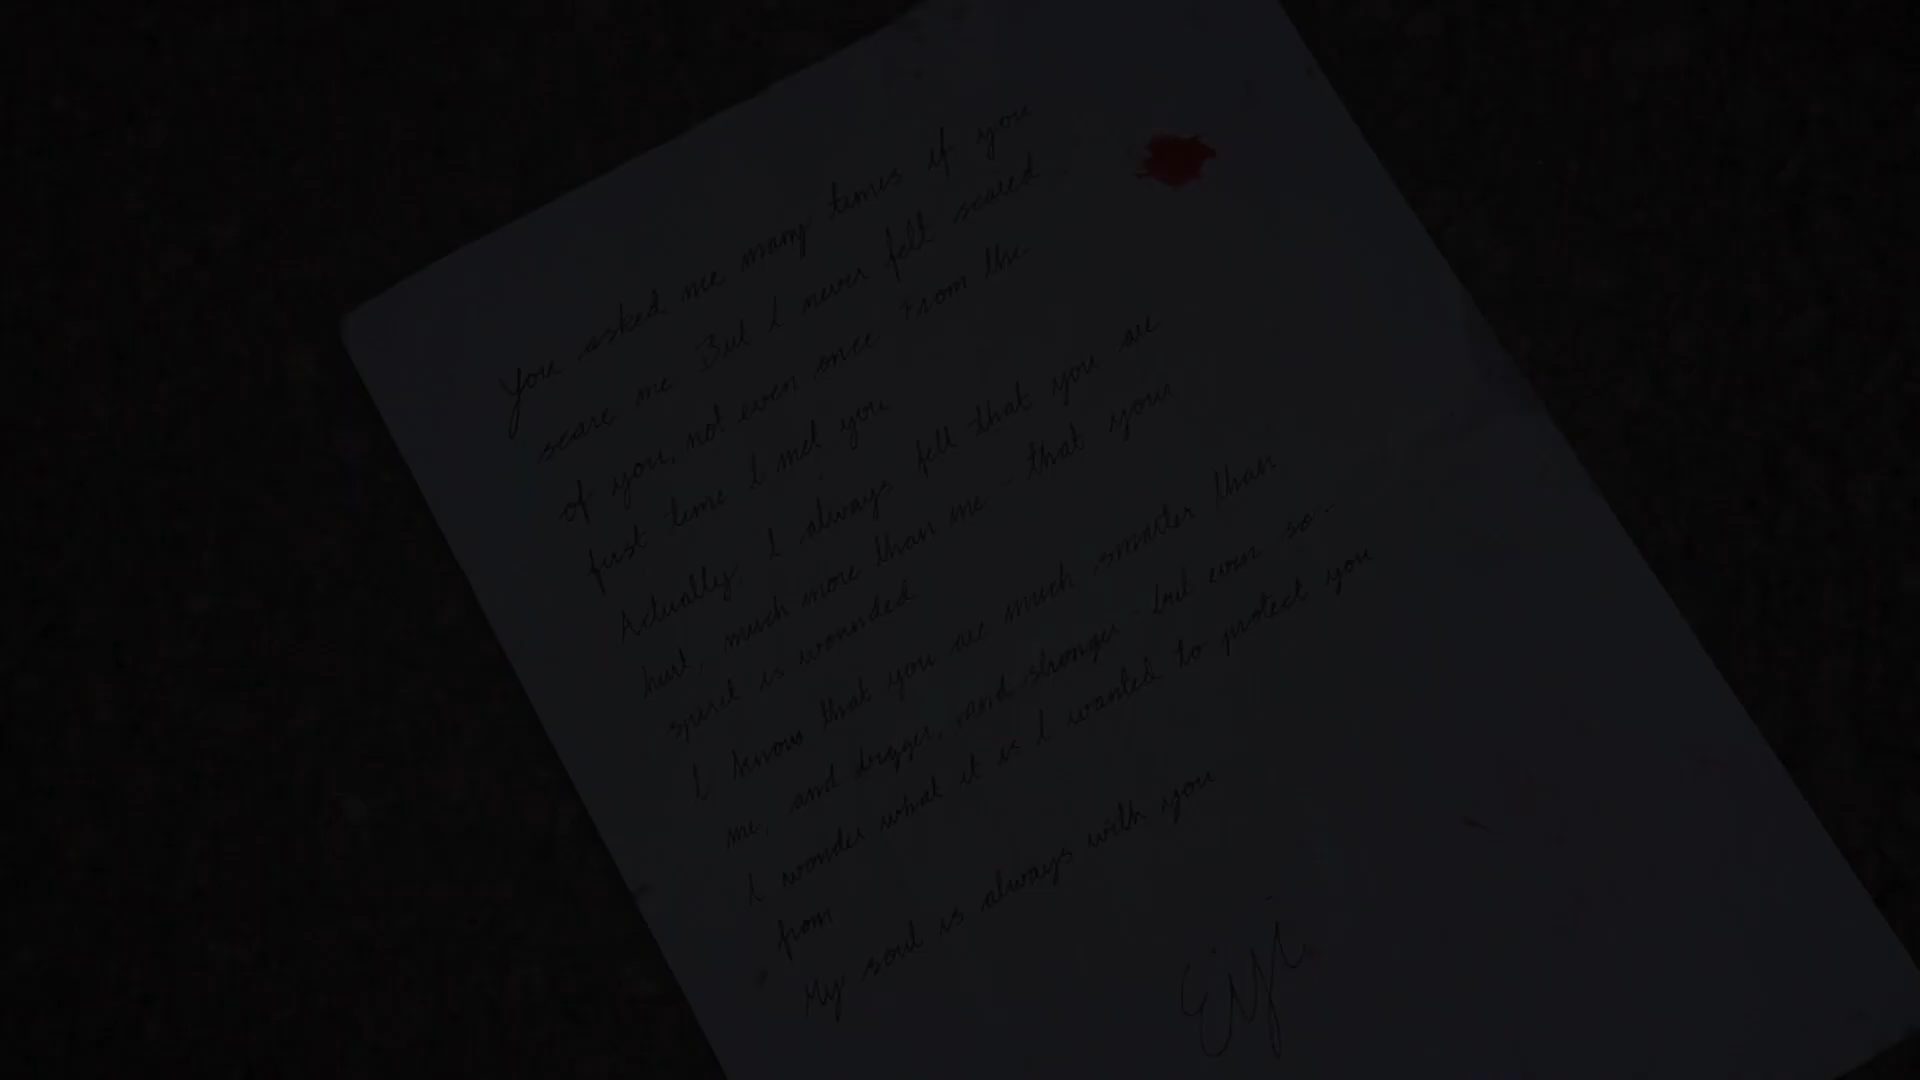 You asked me many times if you
scare me. But I never felt scared
of you, not even once from the
first time I met you
Actually I always felt that you are
hurt, much more than me - that your
spirit is wounded
I know that you are much smarter than
me, and bigger, and stronger - but even so -
I wonder what it is I wanted to protect you
from
My soul is always with you
Eiji